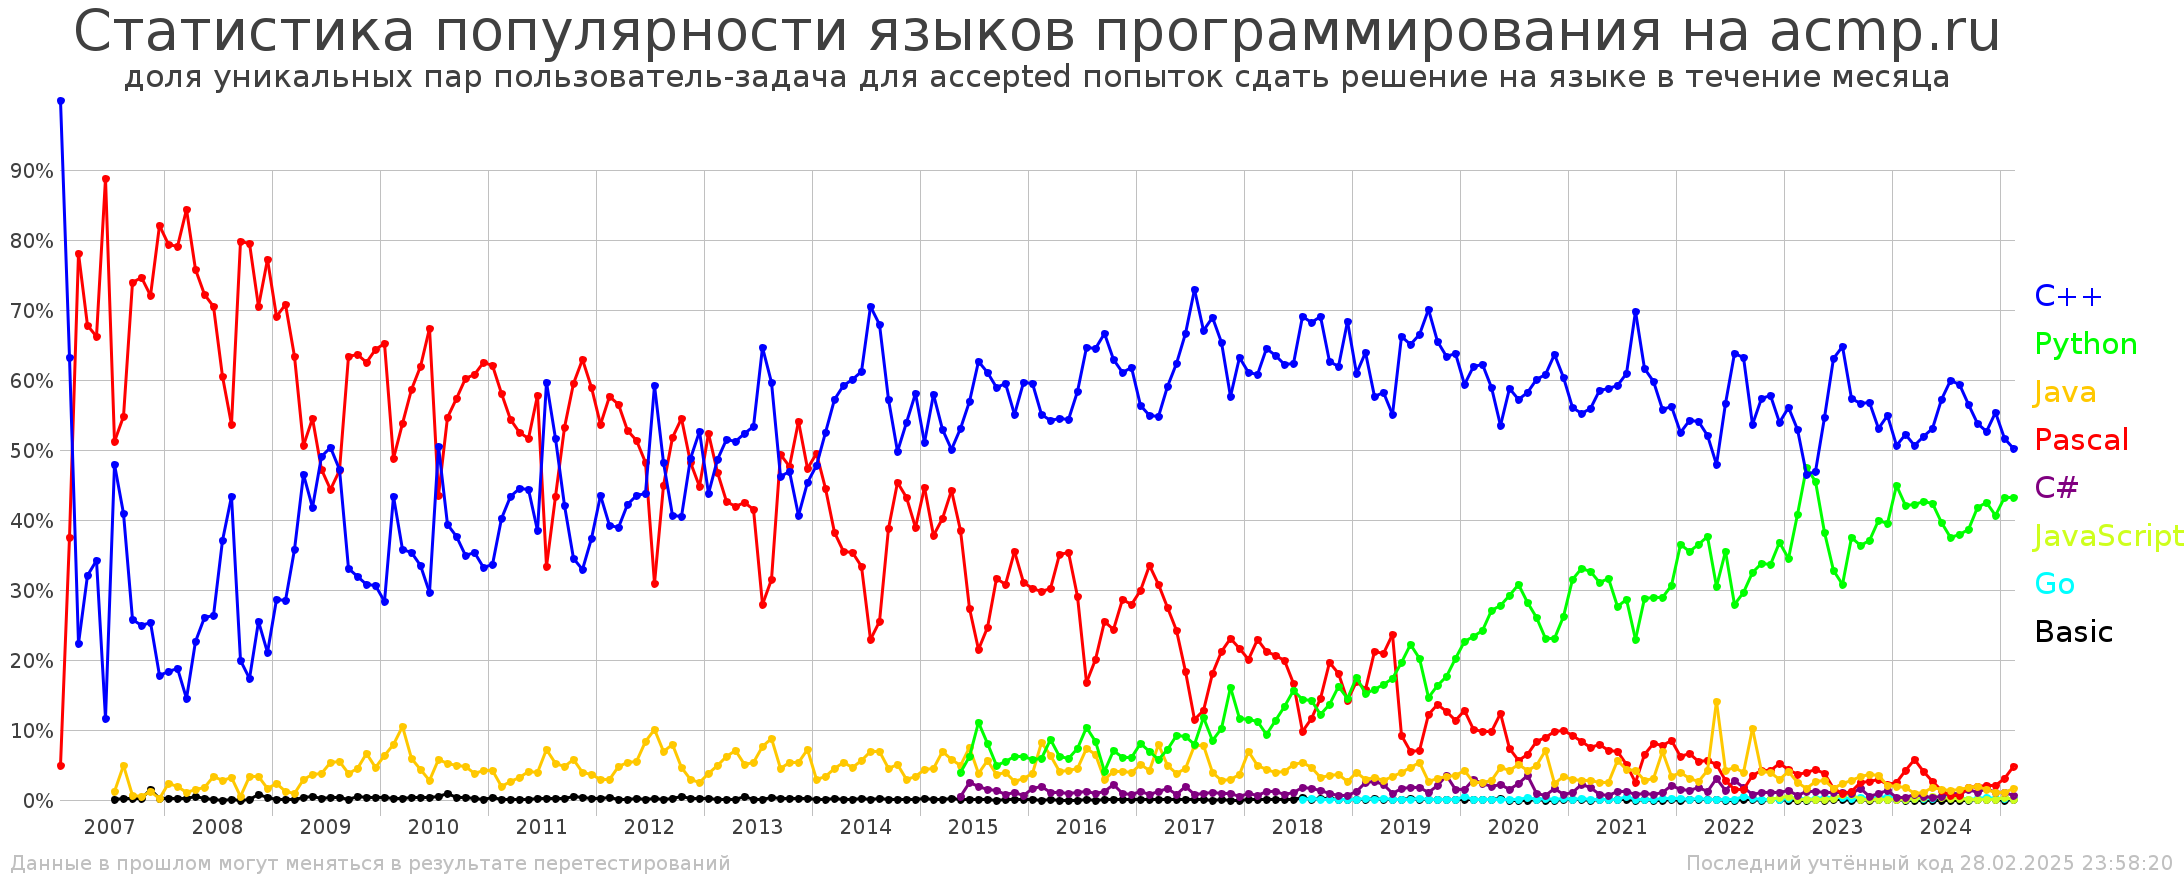 Статистика популярности языков программирования на acmp.ru
доля уникальных пар пользователь-задача для accepted попыток сдать решение на языке в течение месяца
90%
80%
70%
60%
50%
40%
30%
20%
10%
0%
C++
Python
Java
Pascal
C#
JavaScript
Go
Basic
2007 2008 2009 2010 2011 2012 2013 2014 2015 2016 2017 2018 2019 2020 2021 2022 2023 2024
Данные в прошлом могут меняться в результате перетестирований
Последний учтённый код 28.02.2025 23:58:20